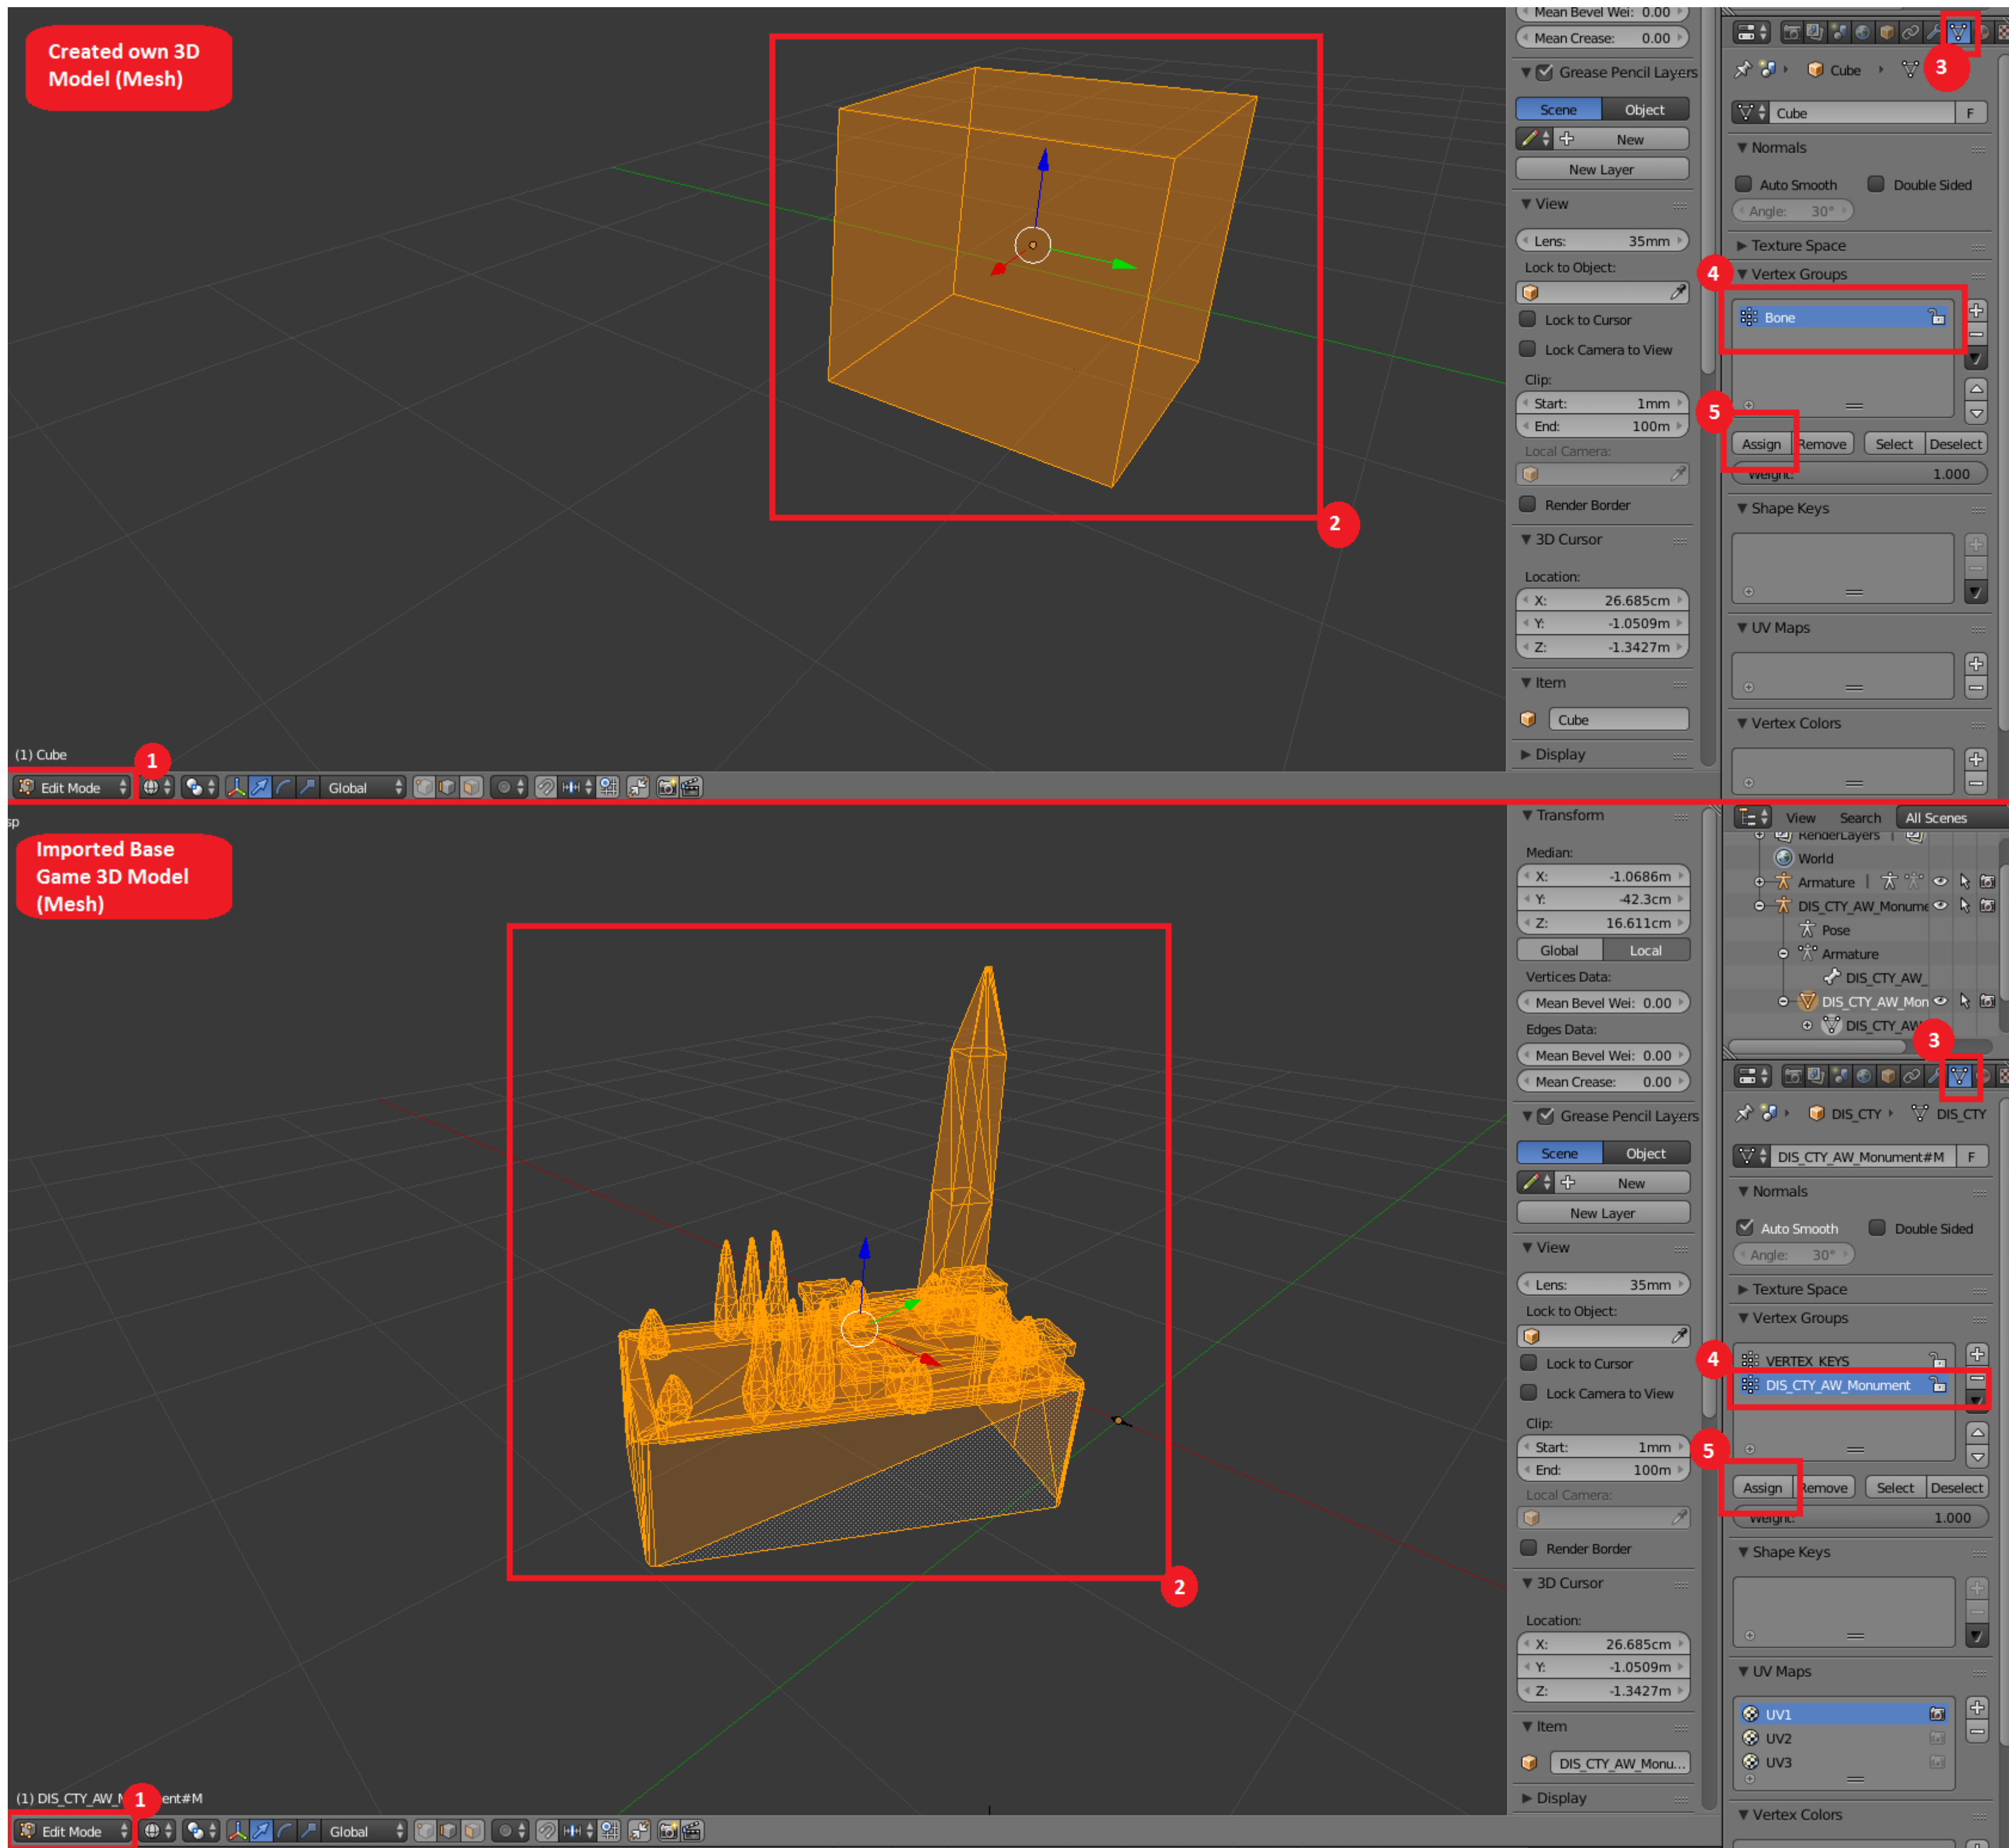 Created own 3D
Model (Mesh)
(1) Cube
1
Edit Mode
Global
2
Mean Bevel Wei: 0.00
Mean Crease: 0.00
Grease Pencil Layers
Scene Object
New
New Layer
View
Lens: 35mm
Lock to Object:
Lock to Cursor
Lock Camera to View
Clip:
Start: 1mm
End: 100m
Local Camera:
Render Border
3D Cursor
Location:
X: 26.685cm
Y: -1.0509m
Z: -1.3427m
Item
Cube
Display
3
Cube
Cube F
Normals
Auto Smooth Double Sided
Angle: 30°
Texture Space
4
Vertex Groups
Bone
5
Assign Remove Select Deselect
Weight: 1.000
Shape Keys
UV Maps
Vertex Colors
sp
Imported Base
Game 3D Model
(Mesh)
2
(1) DIS_CTY_AW_M ent#M
1
Edit Mode
Global
Transform
Median:
X: -1.0686m
Y: -42.3cm
Z: 16.611cm
Global Local
Vertices Data:
Mean Bevel Wei: 0.00
Edges Data:
Mean Bevel Wei: 0.00
Mean Crease: 0.00
Grease Pencil Layers
Scene Object
New
New Layer
View
Lens: 35mm
Lock to Object:
Lock to Cursor
Lock Camera to View
Clip:
Start: 1mm
End: 100m
Local Camera:
Render Border
3D Cursor
Location:
X: 26.685cm
Y: -1.0509m
Z: -1.3427m
Item
DIS_CTY_AW_Monu...
Display
View Search All Scenes
RenderLayers
World
Armature
DIS_CTY_AW_Monume
Pose
Armature
DIS_CTY_AW_
DIS_CTY_AW_Mon
DIS_CTY_AW
3
DIS_CTY DIS_CTY
DIS_CTY_AW_Monument#M F
Normals
Auto Smooth Double Sided
Angle: 30°
Texture Space
Vertex Groups
4
VERTEX_KEYS
DIS_CTY_AW_Monument
5
Assign Remove Select Deselect
Weight: 1.000
Shape Keys
UV Maps
UV1
UV2
UV3
Vertex Colors